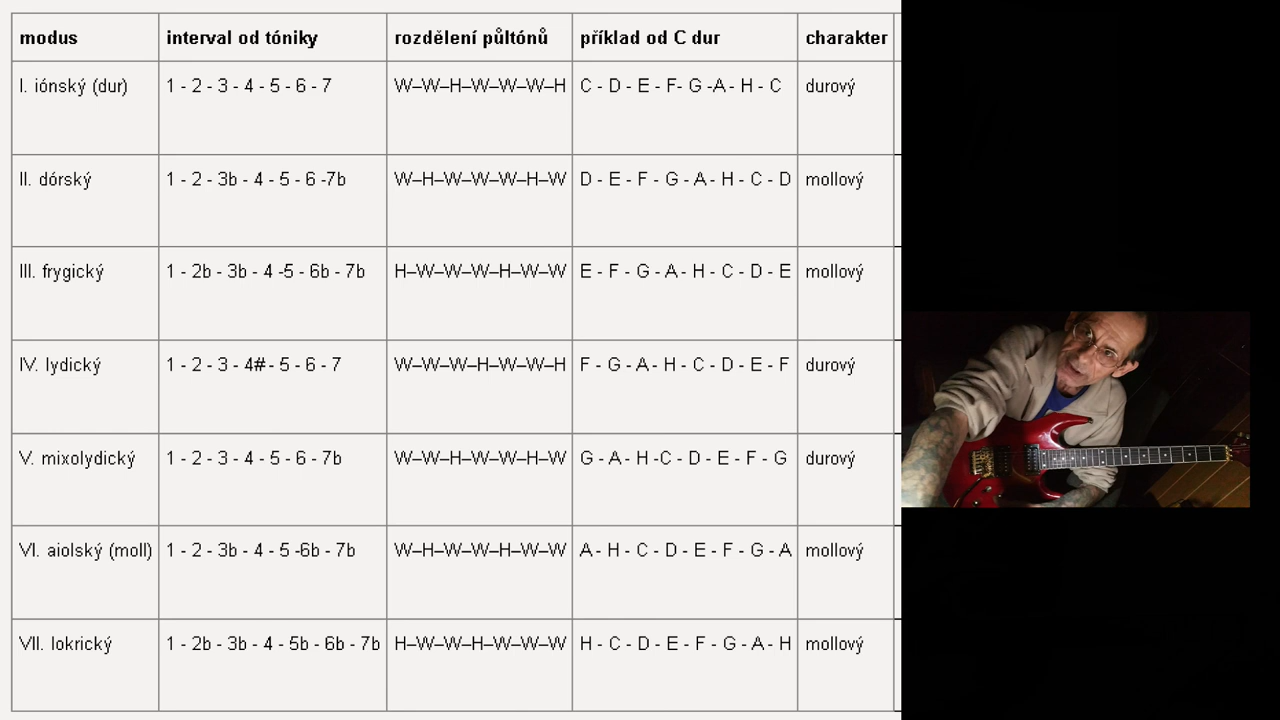 modus interval od tóniky rozdělení půltónů příklad od C dur charakter
I. iónský (dur) 1 - 2 - 3 - 4 - 5 - 6 - 7 W–W–H–W–W–W–H C - D - E - F- G -A - H - C durový
II. dórský 1 - 2 - 3b - 4 - 5 - 6 -7b W–H–W–W–W–H–W D - E - F - G - A - H - C - D mollový
III. frygický 1 - 2b - 3b - 4 -5 - 6b - 7b H–W–W–W–H–W–W E - F - G - A - H - C - D - E mollový
IV. lydický 1 - 2 - 3 - 4# - 5 - 6 - 7 W–W–W–H–W–W–H F - G - A - H - C - D - E - F durový
V. mixolydický 1 - 2 - 3 - 4 - 5 - 6 - 7b W–W–H–W–W–H–W G - A - H -C - D - E - F - G durový
VI. aiolský (moll) 1 - 2 - 3b - 4 - 5 -6b - 7b W–H–W–W–H–W–W A - H - C - D - E - F - G - A mollový
VII. lokrický 1 - 2b - 3b - 4 - 5b - 6b - 7b H–W–W–H–W–W–W H - C - D - E - F - G - A - H mollový